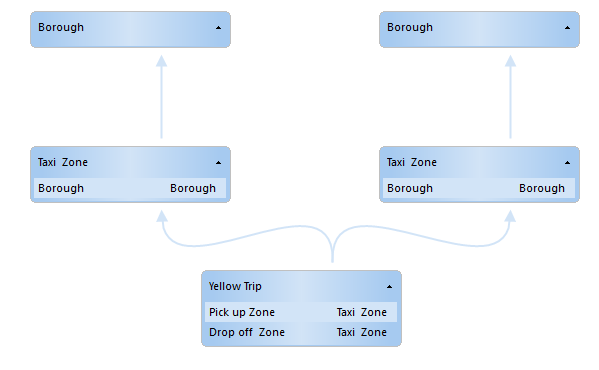 Borough
Borough
Taxi Zone
Borough Borough
Taxi Zone
Borough Borough
Yellow Trip
Pick up Zone Taxi Zone
Drop off Zone Taxi Zone